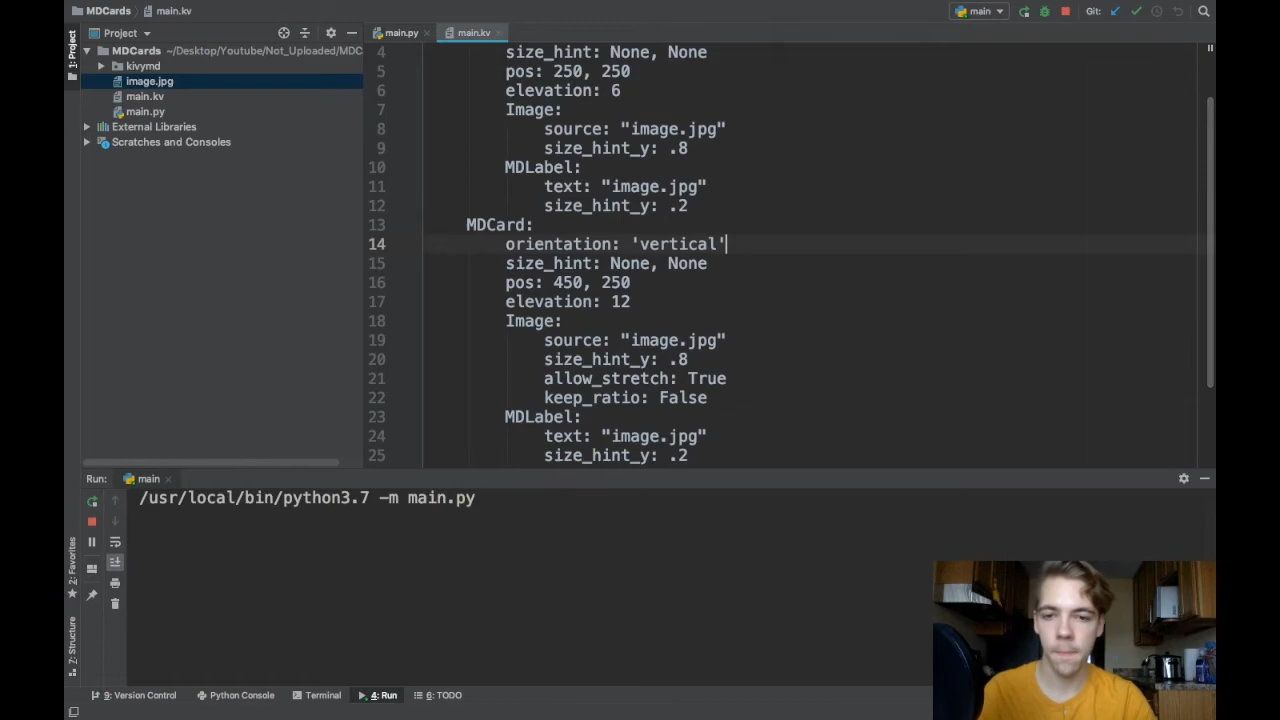 MDCards main.kv main Git:
Project main.py main.kv
MDCards ~/Desktop/Youtube/Not_Uploaded/MDC
kivymd
image.jpg
main.kv
main.py
External Libraries
Scratches and Consoles
1: Project
4 size_hint: None, None
5 pos: 250, 250
6 elevation: 6
7 Image:
8 source: "image.jpg"
9 size_hint_y: .8
10 MDLabel:
11 text: "image.jpg"
12 size_hint_y: .2
13 MDCard:
14 orientation: 'vertical'
15 size_hint: None, None
16 pos: 450, 250
17 elevation: 12
18 Image:
19 source: "image.jpg"
20 size_hint_y: .8
21 allow_stretch: True
22 keep_ratio: False
23 MDLabel:
24 text: "image.jpg"
25 size_hint_y: .2
Run: main
/usr/local/bin/python3.7 -m main.py
2: Favorites
7: Structure
9: Version Control Python Console Terminal 4: Run 6: TODO